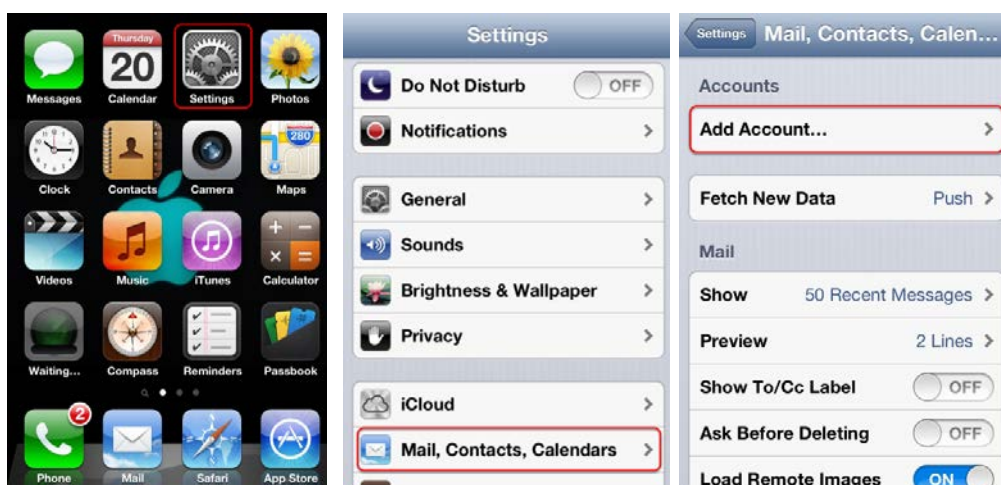 Thursday
20
280
Messages Calendar Settings Photos
Clock Contacts Camera Maps
Videos Music iTunes Calculator
Waiting... Compass Reminders Passbook
2
Phone Mail Safari App Store
Settings
Do Not Disturb OFF
Notifications
General
Sounds
Brightness & Wallpaper
Privacy
iCloud
Mail, Contacts, Calendars
Settings Mail, Contacts, Calen...
Accounts
Add Account...
Fetch New Data Push
Mail
Show 50 Recent Messages
Preview 2 Lines
Show To/Cc Label OFF
Ask Before Deleting OFF
Load Remote Images ON